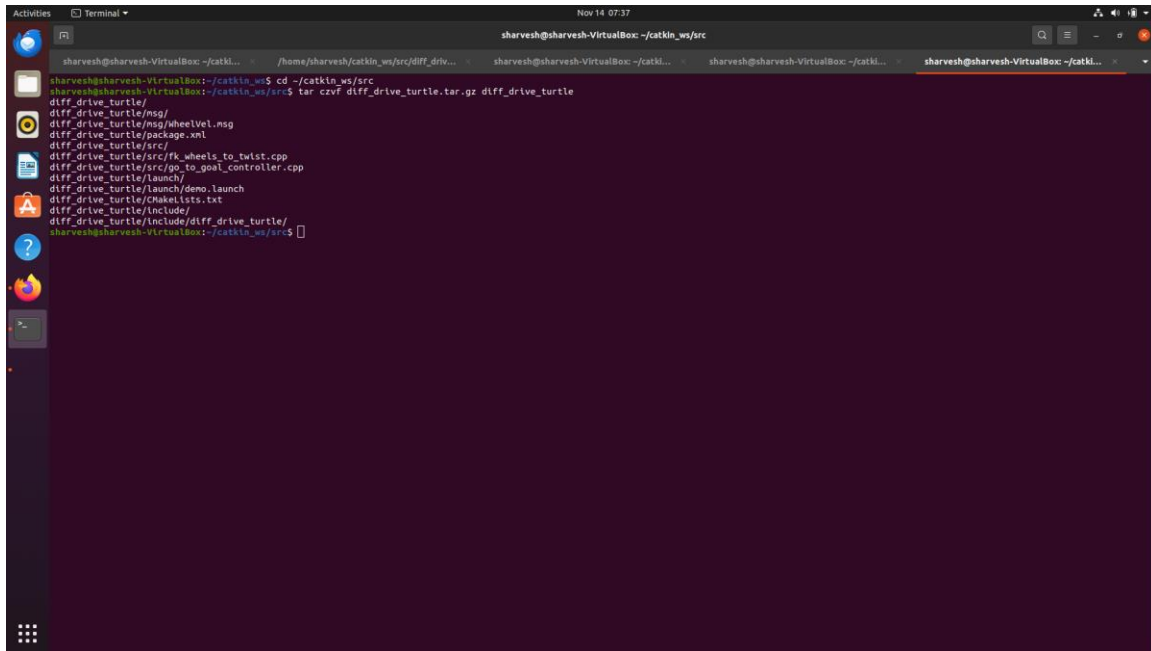 Activities
Terminal
Nov 14 07:37
sharvesh@sharvesh-VirtualBox: ~/catkin_ws/src
sharvesh@sharvesh-VirtualBox: ~/catki...
/home/sharvesh/catkin_ws/src/diff_driv...
sharvesh@sharvesh-VirtualBox: ~/catki...
sharvesh@sharvesh-VirtualBox: ~/catki...
sharvesh@sharvesh-VirtualBox: ~/catki...
sharvesh@sharvesh-VirtualBox:~/catkin_ws$ cd ~/catkin_ws/src
sharvesh@sharvesh-VirtualBox:~/catkin_ws/src$ tar czvf diff_drive_turtle.tar.gz diff_drive_turtle
diff_drive_turtle/
diff_drive_turtle/msg/
diff_drive_turtle/msg/WheelVel.msg
diff_drive_turtle/package.xml
diff_drive_turtle/src/
diff_drive_turtle/src/fk_wheels_to_twist.cpp
diff_drive_turtle/src/go_to_goal_controller.cpp
diff_drive_turtle/launch/
diff_drive_turtle/launch/demo.launch
diff_drive_turtle/CMakeLists.txt
diff_drive_turtle/include/
diff_drive_turtle/include/diff_drive_turtle/
sharvesh@sharvesh-VirtualBox:~/catkin_ws/src$